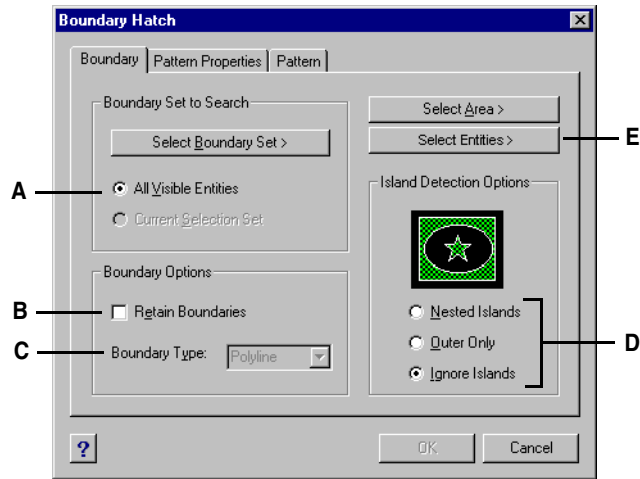 Boundary Hatch
Boundary Pattern Properties Pattern
Boundary Set to Search
Select Boundary Set >
A
All Visible Entities
Current Selection Set
Boundary Options
B
Retain Boundaries
C
Boundary Type: Polyline
Select Area >
Select Entities >
E
Island Detection Options
Nested Islands
Outer Only
Ignore Islands
D
?
OK
Cancel